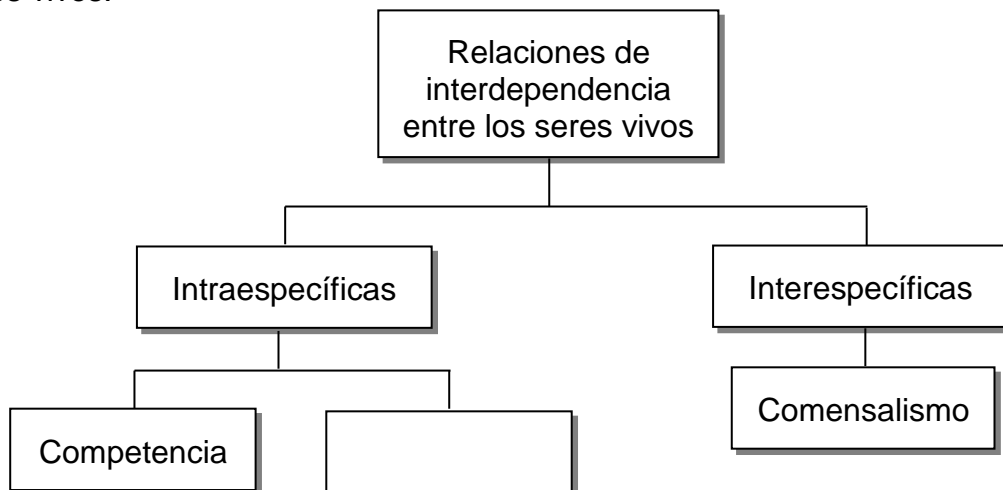 Relaciones de
interdependencia
entre los seres vivos
Intraespecíficas
Interespecíficas
Comensalismo
Competencia